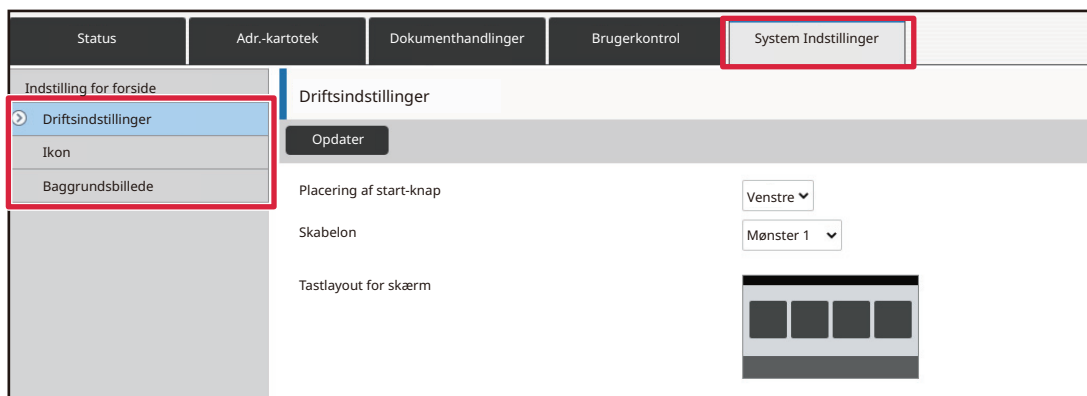 Status
Adr.-kartotek
Dokumenthandlinger
Brugerkontrol
System Indstillinger
Indstilling for forside
Driftsindstillinger
Ikon
Baggrundsbillede
Driftsindstillinger
Opdater
Placering af start-knap
Venstre
Skabelon
Mønster 1
Tastlayout for skærm